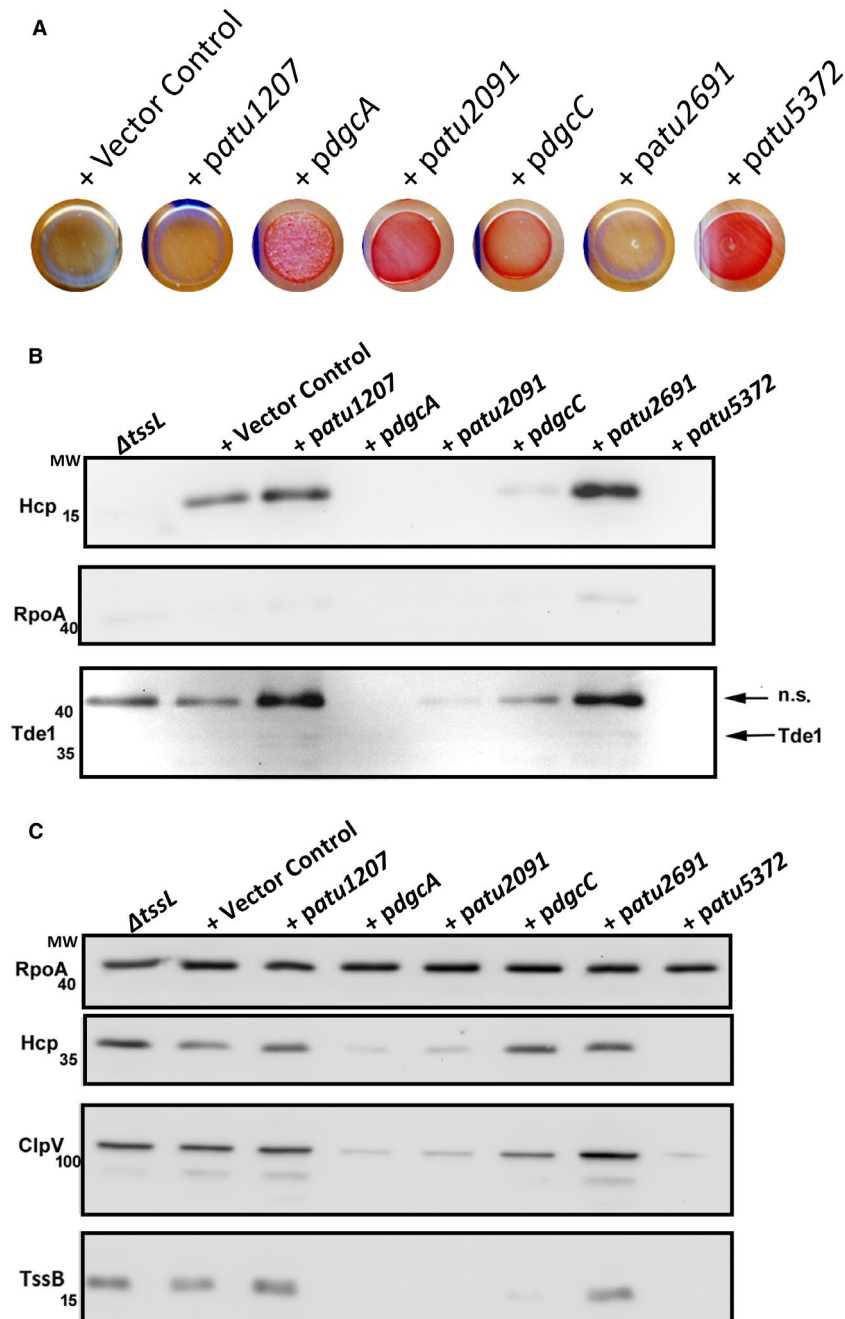 A
+ Vector Control
+ patu1207
+ pdgcA
+ patu2091
+ pdgcC
+ patu2691
+ patu5372
B
ΔtssL
+ Vector Control
+ patu1207
+ pdgcA
+ patu2091
+ pdgcC
+ patu2691
+ patu5372
MW
Hcp 15
RpoA 40
40
Tde1
35
n.s.
Tde1
C
ΔtssL
+ Vector Control
+ patu1207
+ pdgcA
+ patu2091
+ pdgcC
+ patu2691
+ patu5372
MW
RpoA 40
Hcp 35
ClpV 100
TssB 15